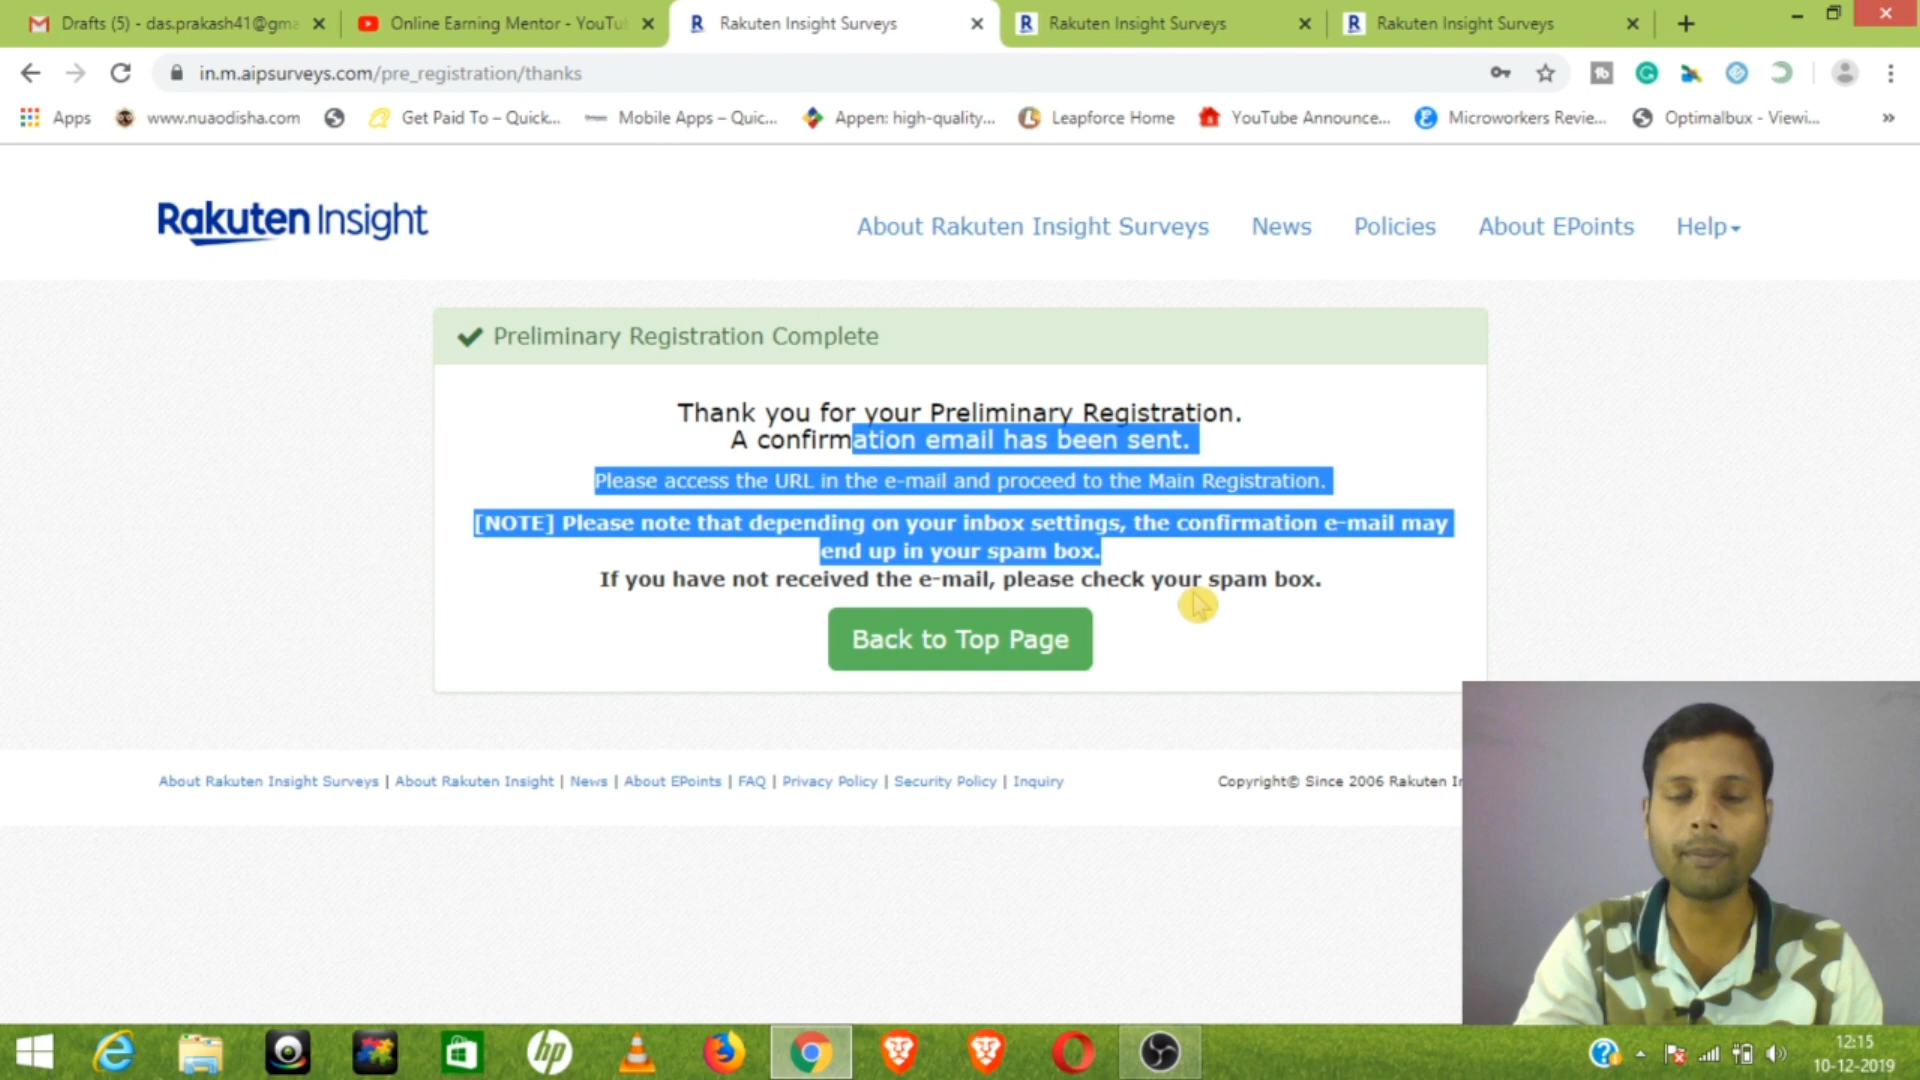 Drafts (5) - das.prakash41@gma
Online Earning Mentor - YouTu
Rakuten Insight Surveys
Rakuten Insight Surveys
Rakuten Insight Surveys
in.m.aipsurveys.com/pre_registration/thanks
Apps
www.nuaodisha.com
Get Paid To – Quick...
Mobile Apps – Quic...
Appen: high-quality...
Leapforce Home
YouTube Announce...
Microworkers Revie...
Optimalbux - Viewi...
Rakuten Insight
About Rakuten Insight Surveys
News
Policies
About EPoints
Help
Preliminary Registration Complete
Thank you for your Preliminary Registration.
A confirmation email has been sent.
Please access the URL in the e-mail and proceed to the Main Registration.
[NOTE] Please note that depending on your inbox settings, the confirmation e-mail may
end up in your spam box.
If you have not received the e-mail, please check your spam box.
Back to Top Page
About Rakuten Insight Surveys | About Rakuten Insight | News | About EPoints | FAQ | Privacy Policy | Security Policy | Inquiry
Copyright© Since 2006 Rakuten In
hp
12:15
10-12-2019